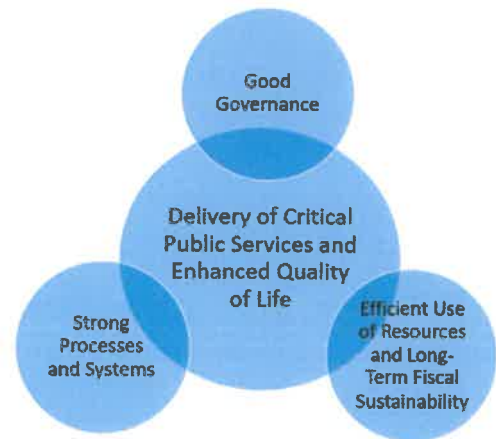 Good
Governance
Delivery of Critical
Public Services and
Enhanced Quality
of Life
Strong
Processes
and Systems
Efficient Use
of Resources
and Long-
Term Fiscal
Sustainability